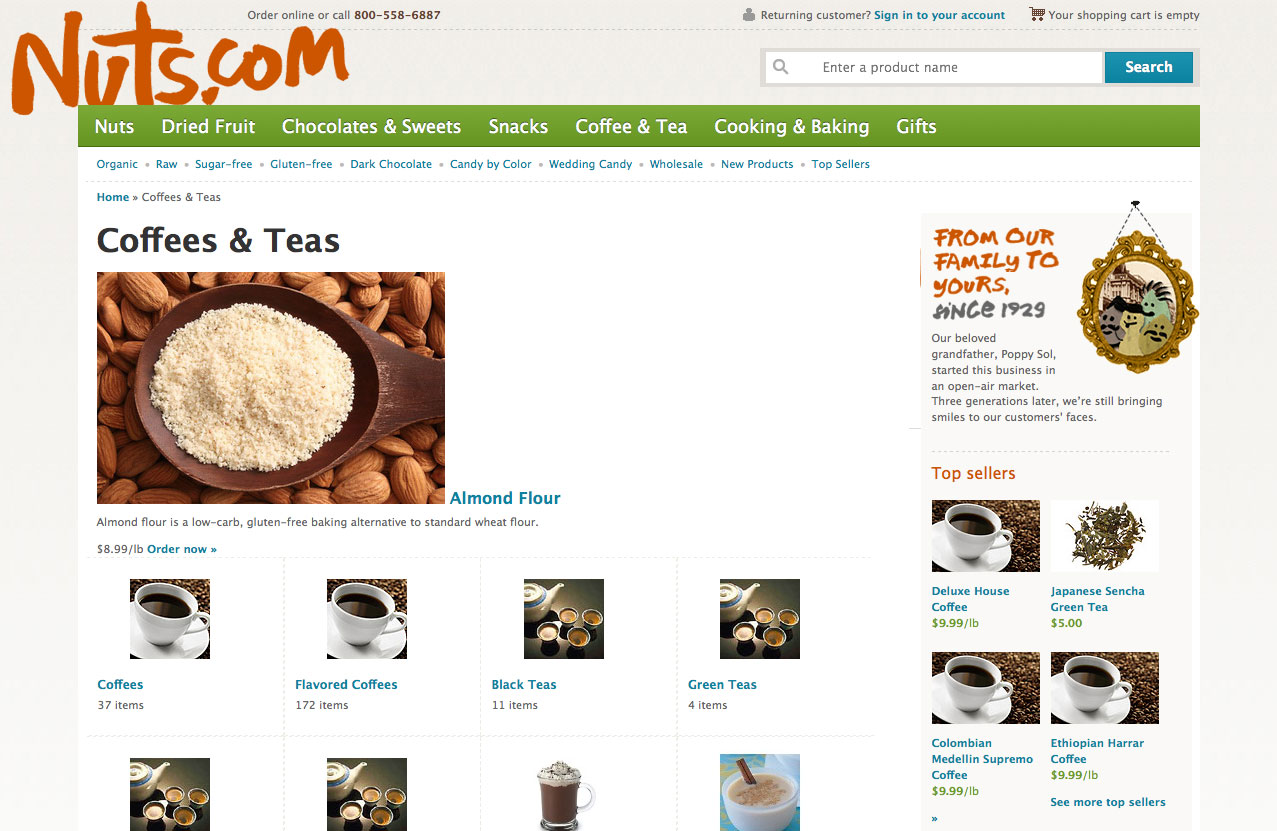 Order online or call 800-558-6887
Returning customer? Sign in to your account
Your shopping cart is empty
Nuts.com
Enter a product name
Search
Nuts Dried Fruit Chocolates & Sweets Snacks Coffee & Tea Cooking & Baking Gifts
Organic • Raw • Sugar-free • Gluten-free • Dark Chocolate • Candy by Color • Wedding Candy • Wholesale • New Products • Top Sellers
Home » Coffees & Teas
Coffees & Teas
Almond Flour
Almond flour is a low-carb, gluten-free baking alternative to standard wheat flour.
$8.99/lb Order now »
Coffees
37 items
Flavored Coffees
172 items
Black Teas
11 items
Green Teas
4 items
FROM OUR
FAMILY TO
YOURS,
SINCE 1929
Our beloved
grandfather, Poppy Sol,
started this business in
an open-air market.
Three generations later, we're still bringing
smiles to our customers' faces.
Top sellers
Deluxe House
Coffee
$9.99/lb
Japanese Sencha
Green Tea
$5.00
Colombian
Medellin Supremo
Coffee
$9.99/lb
Ethiopian Harrar
Coffee
$9.99/lb
See more top sellers
»